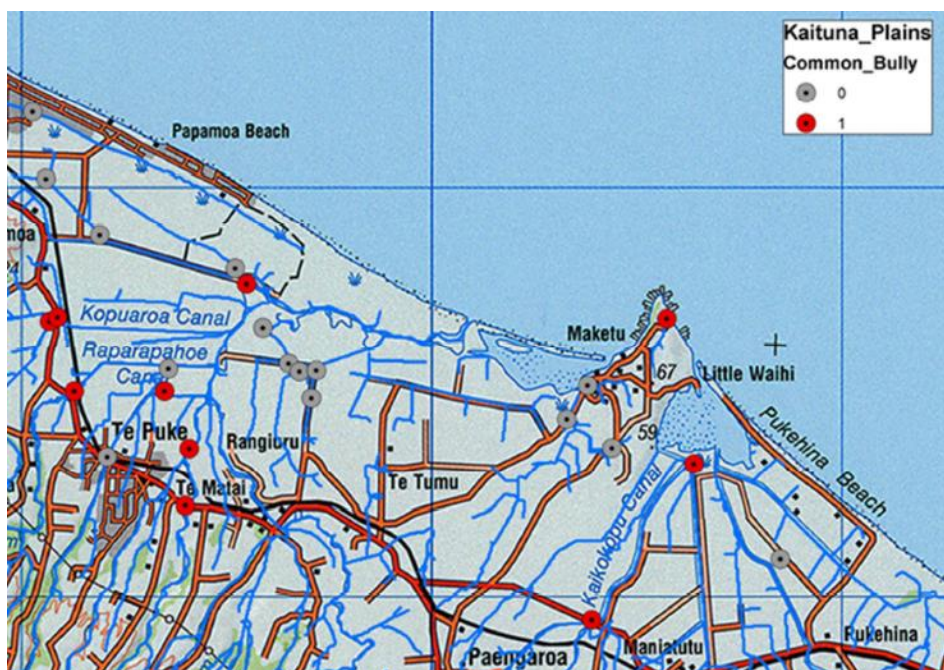 Kaituna_Plains
Common_Bully
0
1
Papamoa Beach
moa
Kopuaroa Canal
Maketu
Raparapahoe
Canal
67
Little Waihi
Te Puke
Rangiuru
59
Pukehina Beach
Te Matai
Te Tumu
Kaikokopu Canal
Pukehina
Maniatutu
Paengaroa